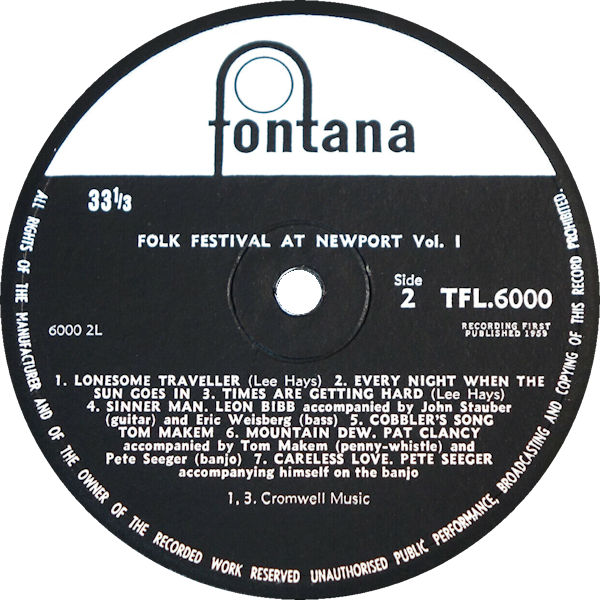 fontana
33⅓
FOLK FESTIVAL AT NEWPORT Vol. 1
Side
2
TFL.6000
6000 2L
RECORDING FIRST
PUBLISHED 1959
1. LONESOME TRAVELLER (Lee Hays) 2. EVERY NIGHT WHEN THE
SUN GOES IN 3. TIMES ARE GETTING HARD (Lee Hays)
4. SINNER MAN. LEON BIBB accompanied by John Stauber
(guitar) and Eric Weisberg (bass) 5. COBBLER'S SONG
TOM MAKEM 6. MOUNTAIN DEW. PAT CLANCY
accompanied by Tom Makem (penny-whistle) and
Pete Seeger (banjo) 7. CARELESS LOVE. PETE SEEGER
accompanying himself on the banjo
1, 3. Cromwell Music
ALL RIGHTS OF THE MANUFACTURER AND OF THE OWNER OF THE RECORDED WORK RESERVED UNAUTHORISED PUBLIC PERFORMANCE, BROADCASTING AND COPYING OF THIS RECORD PROHIBITED.